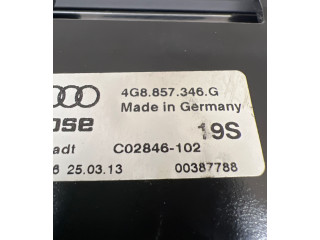 4G8.857.346.G
Made in Germany
ose
19S
adt C02846-102
6 25.03.13 00387788